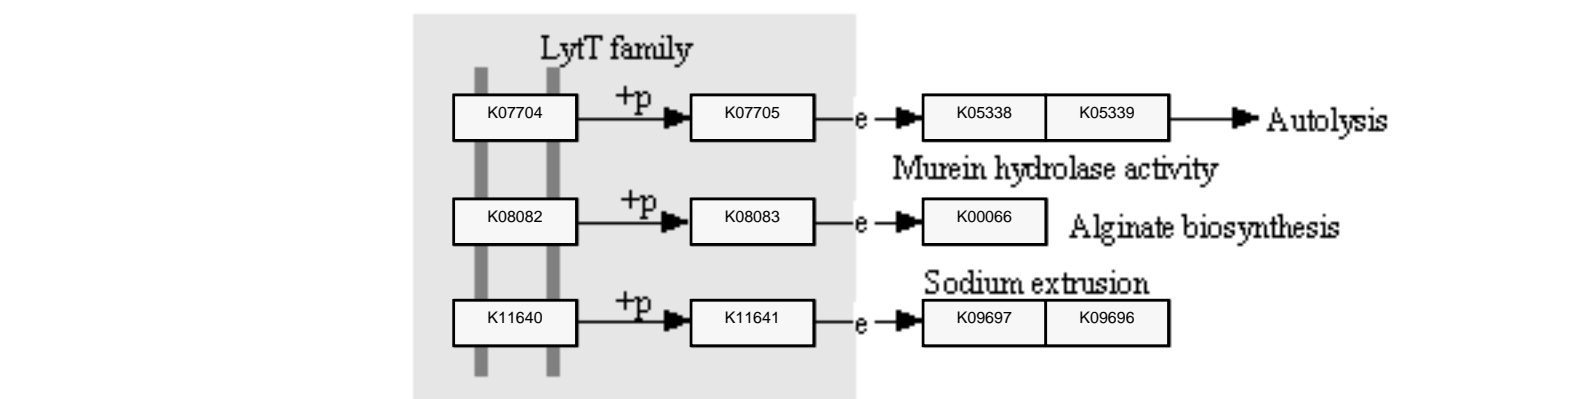 LytT family
K07704 +p K07705 e K05338 K05339 Autolysis
Murein hydrolase activity
K08082 +p K08083 e K00066 Alginate biosynthesis
Sodium extrusion
K11640 +p K11641 e K09697 K09696